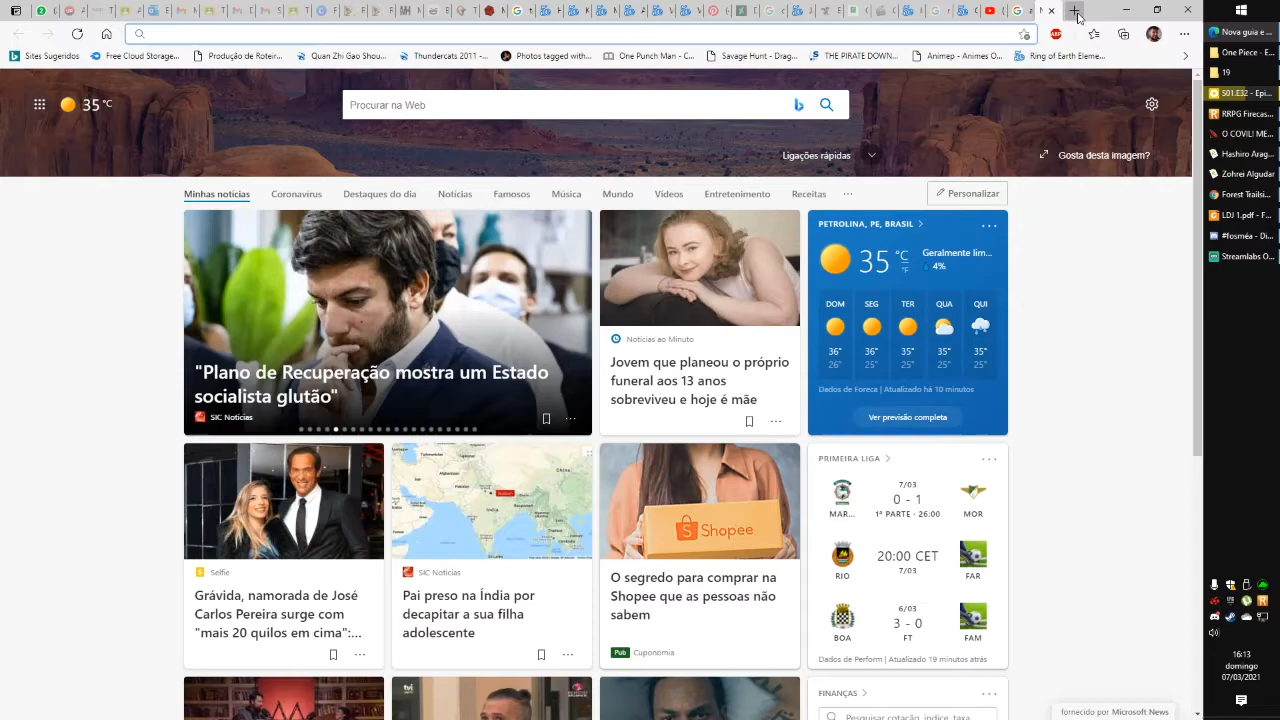 Nova guia e ...
Sites Sugeridos
Free Cloud Storage...
Produção de Roteir...
Quan Zhi Gao Shou...
Thundercats 2011 -...
Photos tagged with...
One Punch Man - C...
Savage Hunt - Drag...
THE PIRATE DOWN...
Animep - Animes O...
Ring of Earth Eleme...
One Piece - E...
19
S01.E32 - Epi...
RRPG Firecas...
O COVIL! ME...
Hashiro Arag...
Zohrei Algudar
Forest Trailsi...
LDJ 1.pdf - F...
#fosméa - Di...
Streamlabs O...
35 °C
Procurar na Web
Ligações rápidas
Gosta desta imagem?
Minhas notícias
Coronavírus
Destaques do dia
Notícias
Famosos
Música
Mundo
Vídeos
Entretenimento
Receitas
...
Personalizar
"Plano de Recuperação mostra um Estado
socialista glutão"
SIC Notícias
Notícias ao Minuto
Jovem que planeou o próprio
funeral aos 13 anos
sobreviveu e hoje é mãe
PETROLINA, PE, BRASIL
35 °C
°F
Geralmente lim...
4%
DOM SEG TER QUA QUI
36° 36° 35° 35° 35°
26° 25° 25° 25° 25°
Dados de Foreca | Atualizado há 10 minutos
Ver previsão completa
Selfie
Grávida, namorada de José
Carlos Pereira surge com
"mais 20 quilos em cima":...
SIC Notícias
Pai preso na Índia por
decapitar a sua filha
adolescente
Shopee
O segredo para comprar na
Shopee que as pessoas não
sabem
Pub Cuponomia
PRIMEIRA LIGA
7/03
0 - 1
MAR... 1ª PARTE · 26:00 MOR
20:00 CET
7/03
RIO FAR
6/03
3 - 0
BOA FT FAM
Dados de Perform | Atualizado 19 minutos atrás
FINANÇAS
Pesquisar cotação, índice, taxa
tvi
fornecido por Microsoft News
16:13
domingo
07/03/2021